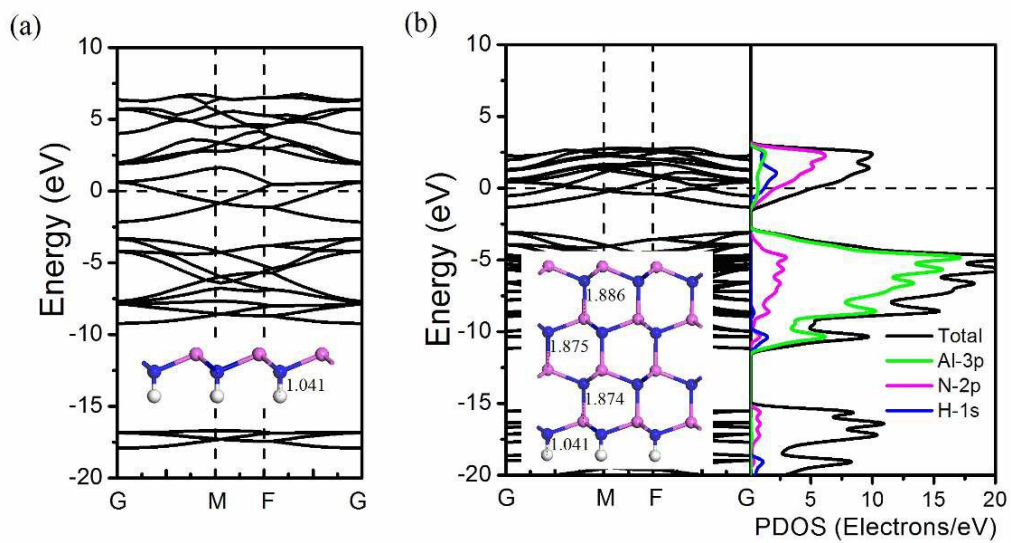 (a)
(b)
10
5
0
-5
-10
-15
-20
Energy (eV)
G
M
F
G
1.041
10
5
0
-5
-10
-15
-20
Energy (eV)
G
M
F
G
1.886
1.875
1.874
1.041
Total
Al-3p
N-2p
H-1s
5
10
15
20
PDOS (Electrons/eV)